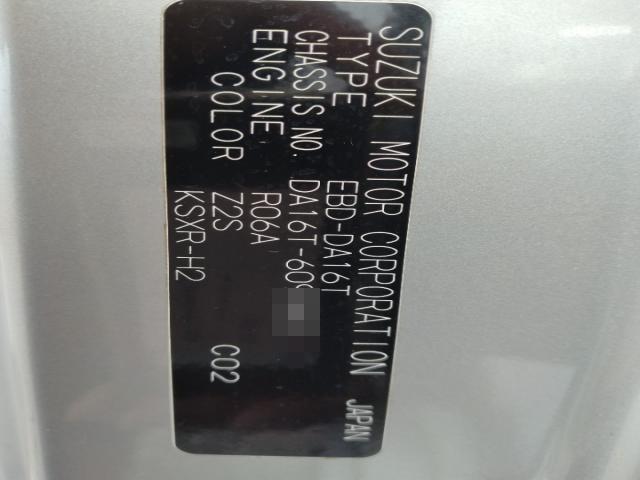 SUZUKI MOTOR CORPORATION JAPAN
TYPE EBD-DA16T
CHASSIS NO. DA16T-60
ENGINE R06A
COLOR Z2S C02
KSXR-H2